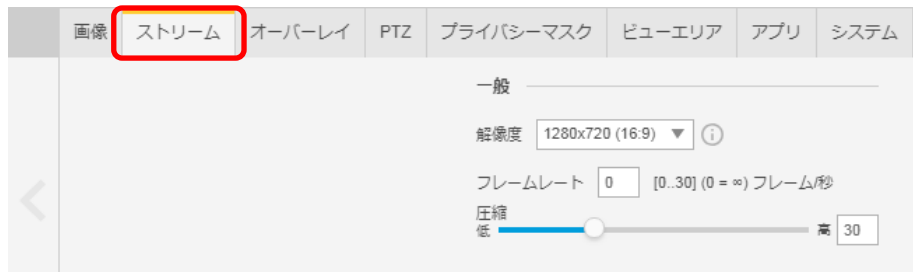 画像 ストリーム オーバーレイ PTZ プライバシーマスク ビューエリア アプリ システム
一般
解像度 1280x720 (16:9)
フレームレート 0 [0..30] (0 = ∞) フレーム/秒
圧縮
低 高 30